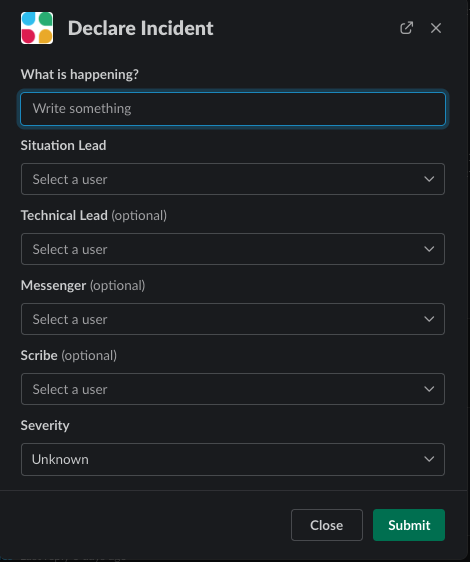 Declare Incident
What is happening?
Write something
Situation Lead
Select a user
Technical Lead (optional)
Select a user
Messenger (optional)
Select a user
Scribe (optional)
Select a user
Severity
Unknown
Close
Submit